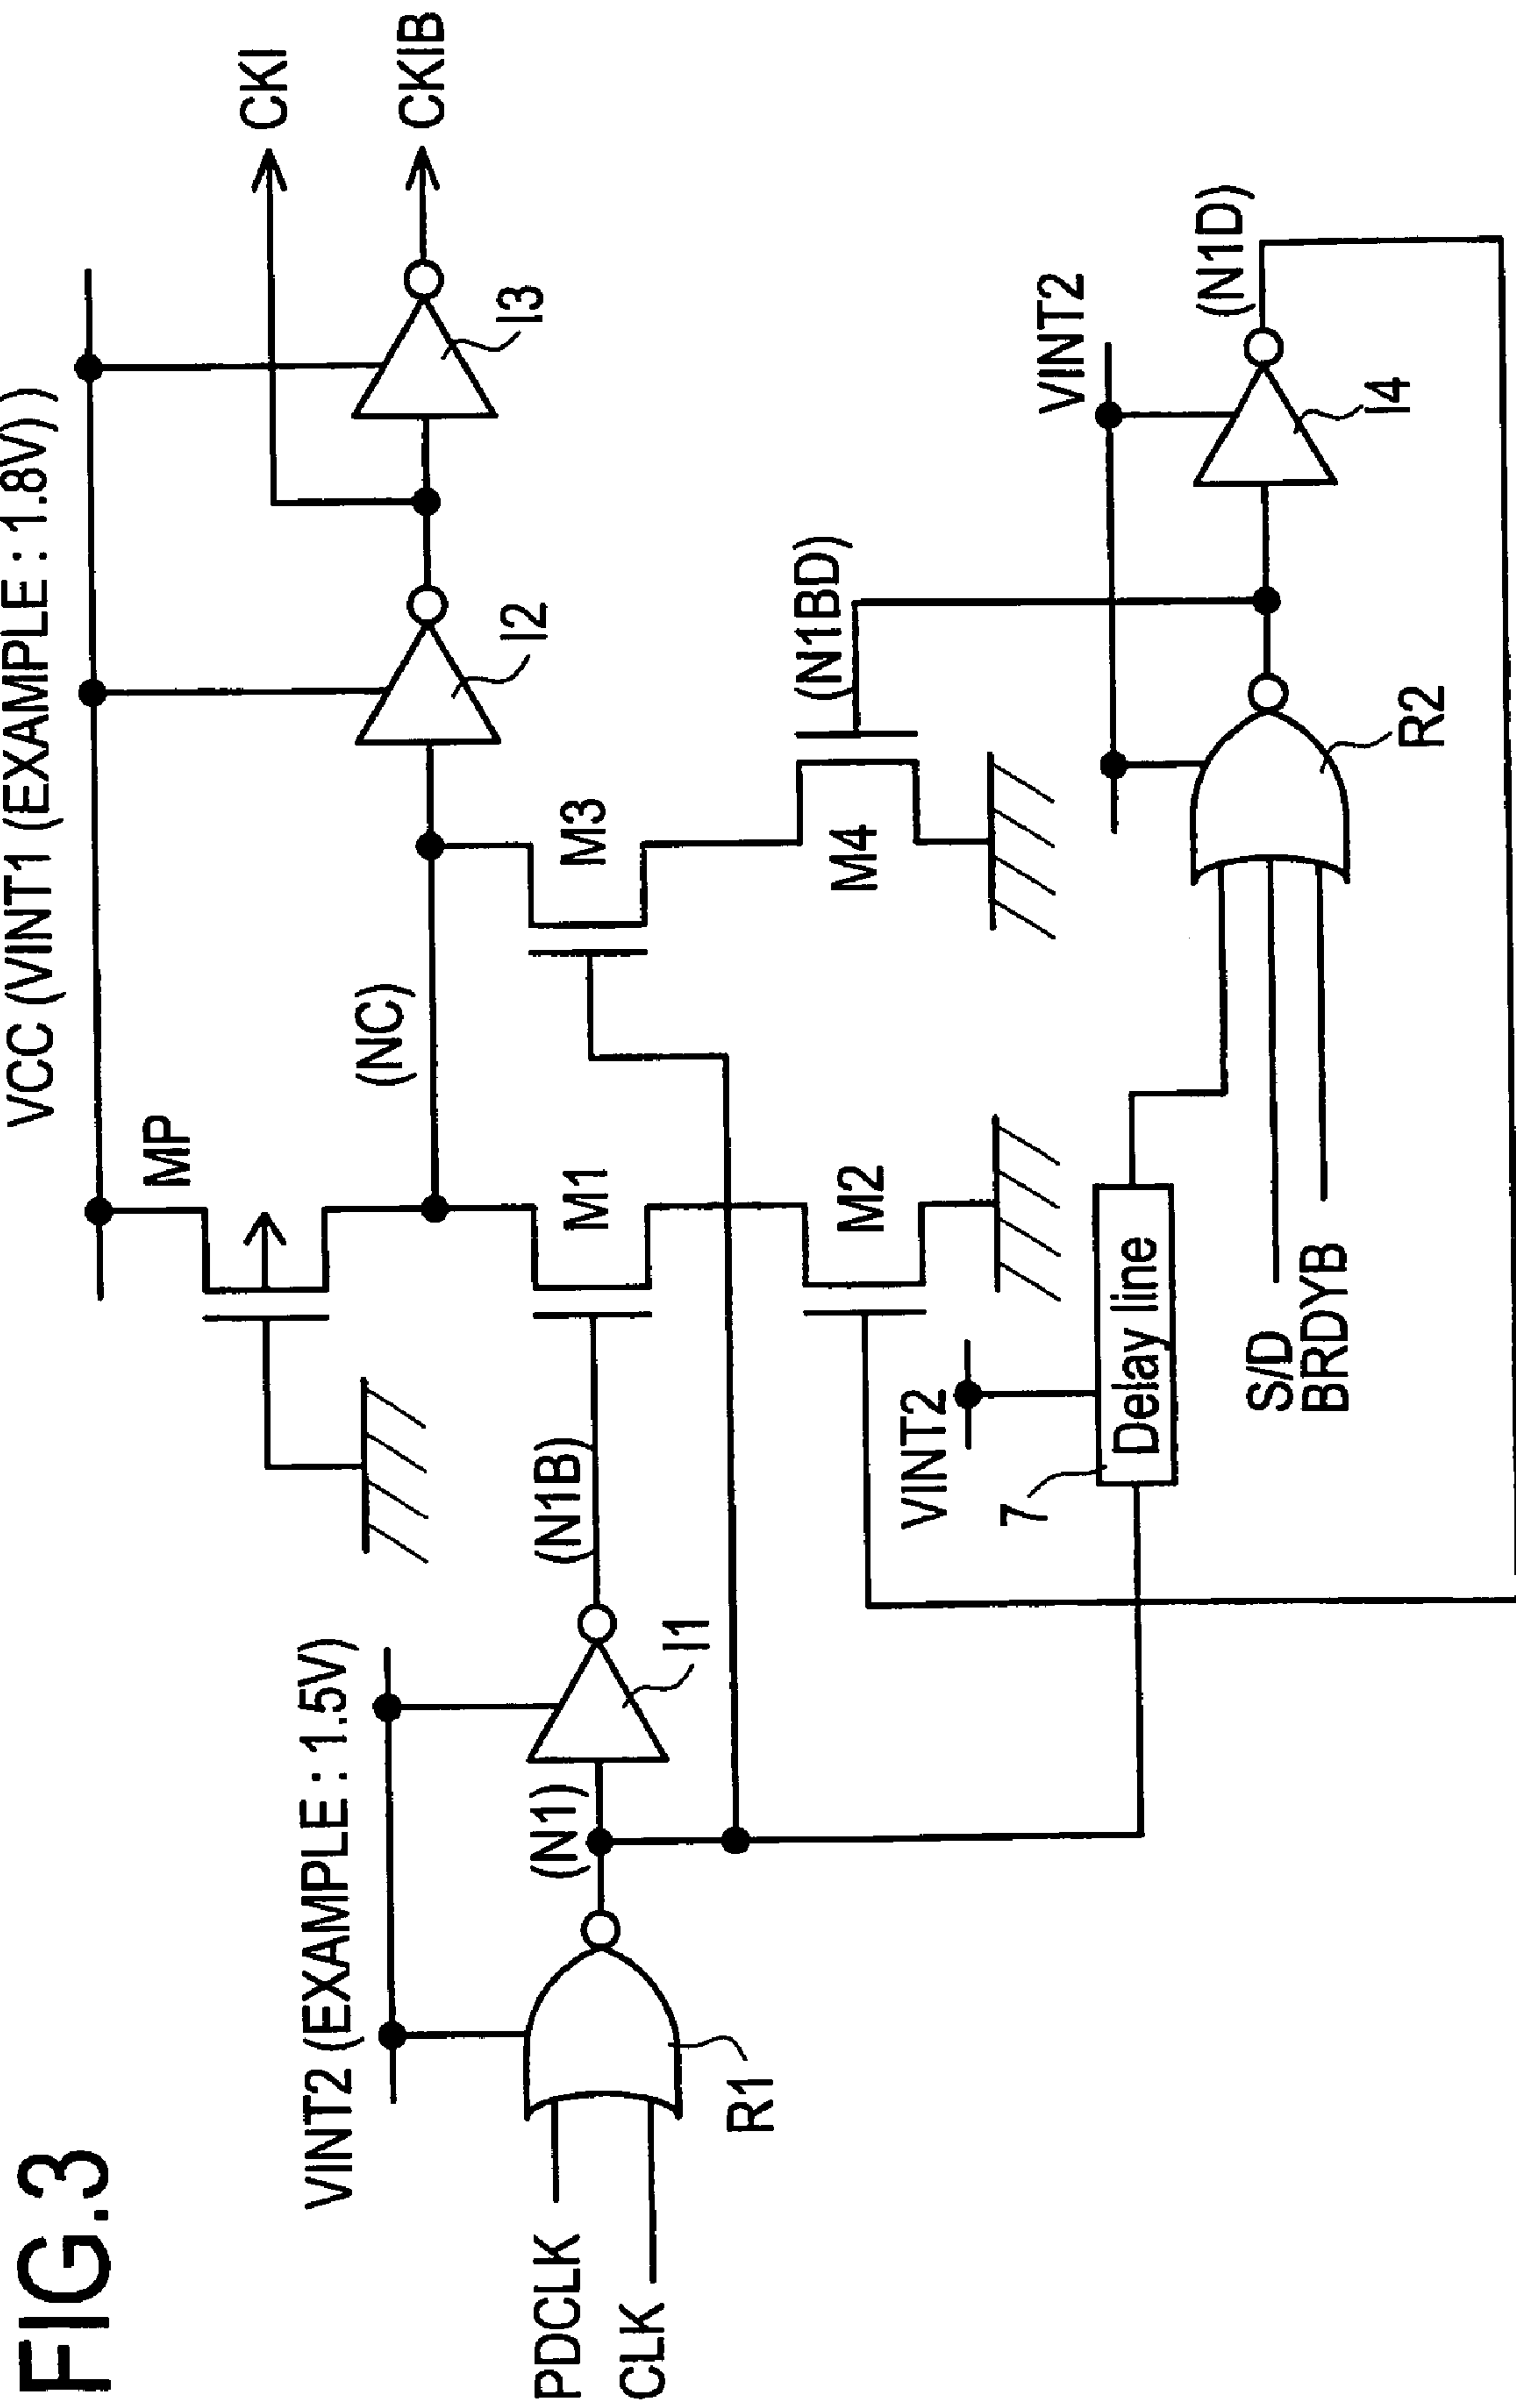 FIG.3
VCC (VINT1 (EXAMPLE : 1.8V) )
CKI
MP
CKIB
VINT2 (EXAMPLE : 1.5V)
(NC)
I2
I3
(N1)
(N1B)
M1
M3
PDCLK
CLK
I1
R1
M2
M4
(N1BD)
VINT2
VINT2
7
Delay line
(N1D)
S/D
BRDYB
R2
I4